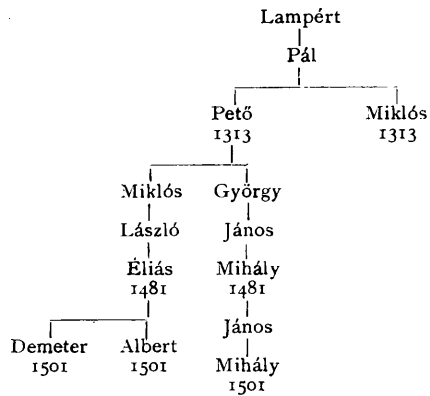 Lampért
Pál
Pető Miklós
1313 1313
Miklós György
László János
Éliás Mihály
1481 1481
János
Demeter Albert Mihály
1501 1501 1501